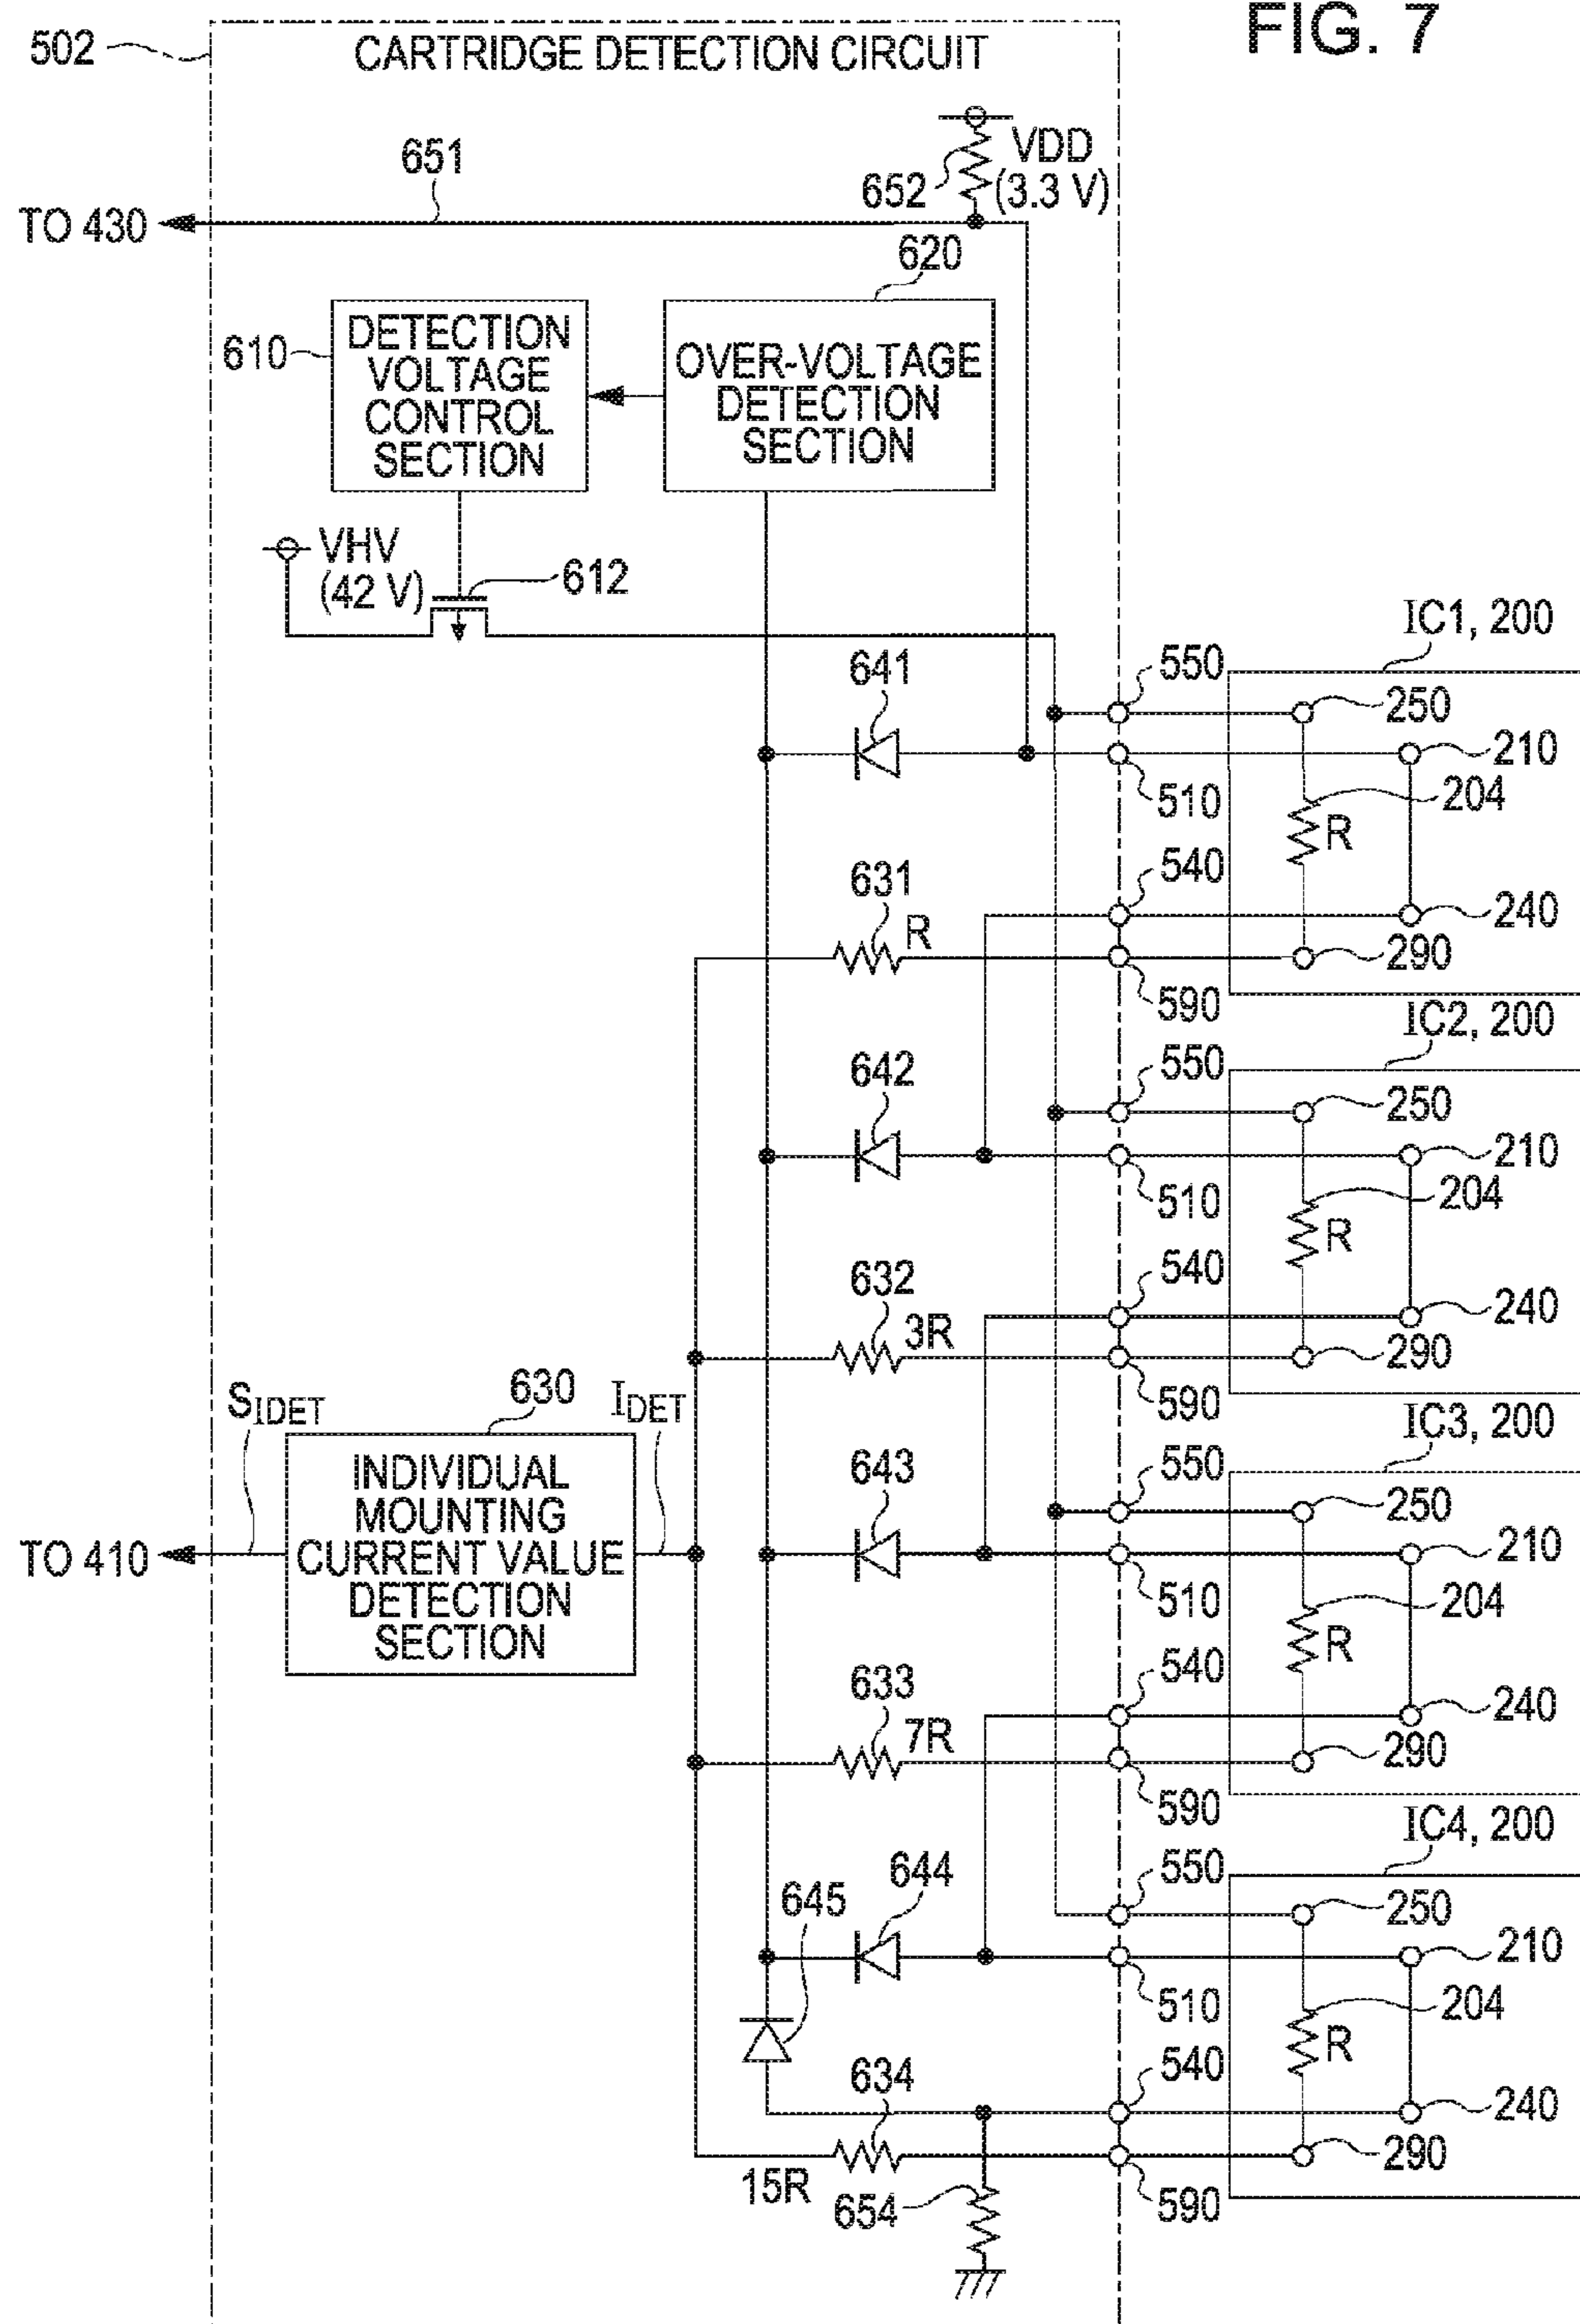 FIG. 7
502
CARTRIDGE DETECTION CIRCUIT
651
652
VDD
(3.3 V)
TO 430
620
610
DETECTION
VOLTAGE
CONTROL
SECTION
OVER-VOLTAGE
DETECTION
SECTION
VHV
(42 V)
612
IC1, 200
641
550
250
510
210
204
R
631
R
540
240
590
290
IC2, 200
642
550
250
510
210
204
R
632
3R
540
240
590
290
IC3, 200
SIDET
630
IDET
643
550
250
INDIVIDUAL
MOUNTING
CURRENT VALUE
DETECTION
SECTION
TO 410
510
210
204
R
633
7R
540
240
590
290
IC4, 200
645
644
550
250
510
210
204
R
634
15R
540
240
590
290
654